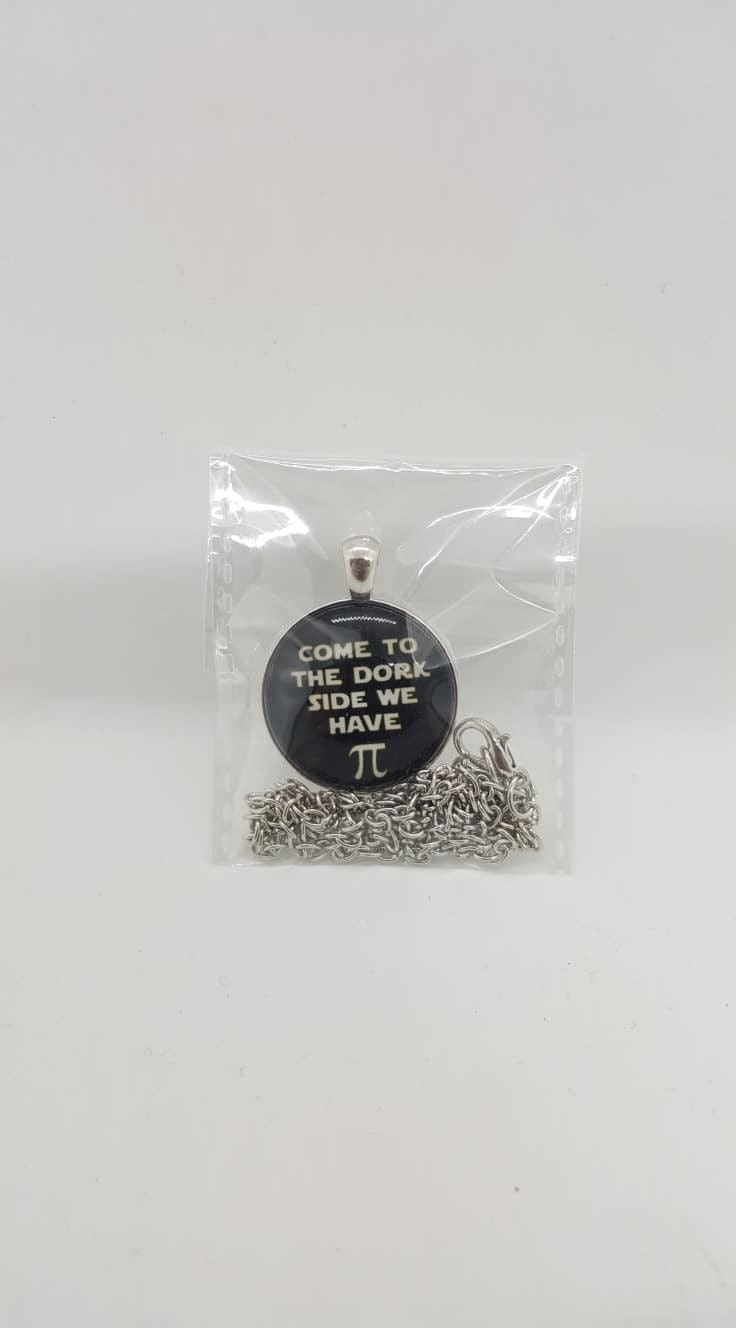 COME TO
THE DORK
SIDE WE
HAVE
π